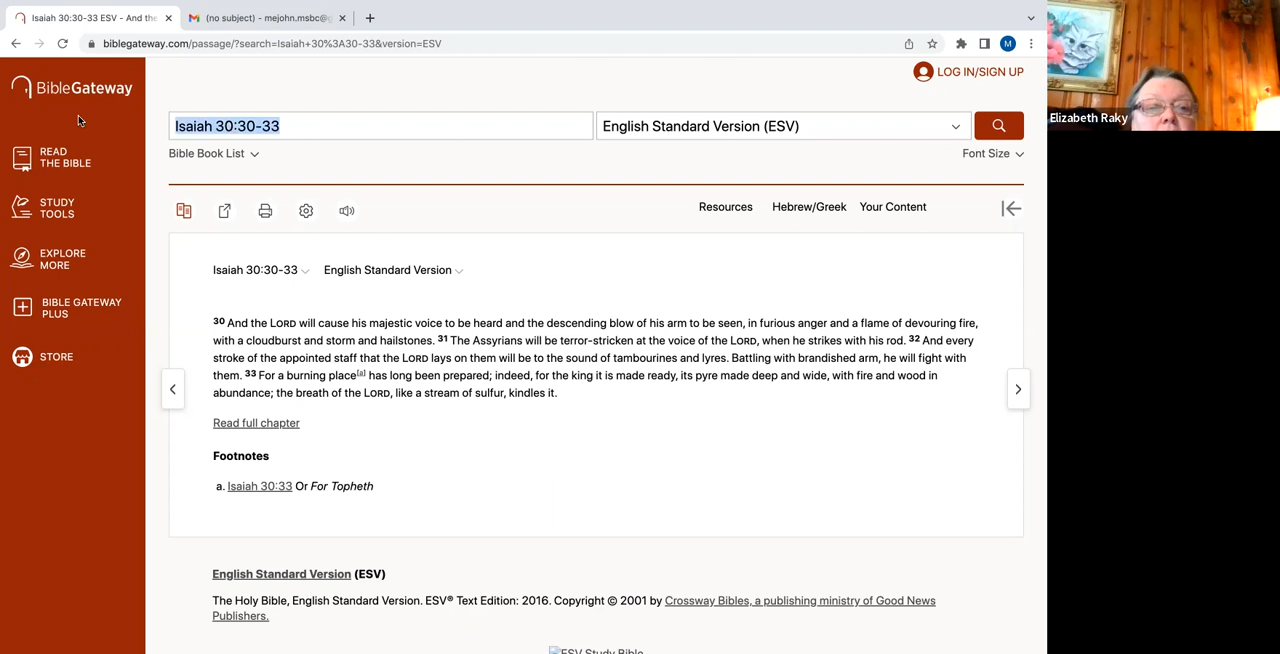 Isaiah 30:30-33 ESV - And the
(no subject) - mejohn.msbc@g
biblegateway.com/passage/?search=Isaiah+30%3A30-33&version=ESV
M
BibleGateway
LOG IN/SIGN UP
Elizabeth Raky
Isaiah 30:30-33
English Standard Version (ESV)
Bible Book List
Font Size
READ
THE BIBLE
STUDY
TOOLS
EXPLORE
MORE
BIBLE GATEWAY
PLUS
STORE
Resources Hebrew/Greek Your Content
Isaiah 30:30-33 English Standard Version
30 And the LORD will cause his majestic voice to be heard and the descending blow of his arm to be seen, in furious anger and a flame of devouring fire,
with a cloudburst and storm and hailstones. 31 The Assyrians will be terror-stricken at the voice of the LORD, when he strikes with his rod. 32 And every
stroke of the appointed staff that the LORD lays on them will be to the sound of tambourines and lyres. Battling with brandished arm, he will fight with
them. 33 For a burning place[a] has long been prepared; indeed, for the king it is made ready, its pyre made deep and wide, with fire and wood in
abundance; the breath of the LORD, like a stream of sulfur, kindles it.
Read full chapter
Footnotes
a. Isaiah 30:33 Or For Topheth
English Standard Version (ESV)
The Holy Bible, English Standard Version. ESV® Text Edition: 2016. Copyright © 2001 by Crossway Bibles, a publishing ministry of Good News
Publishers.
ESV Study Bible